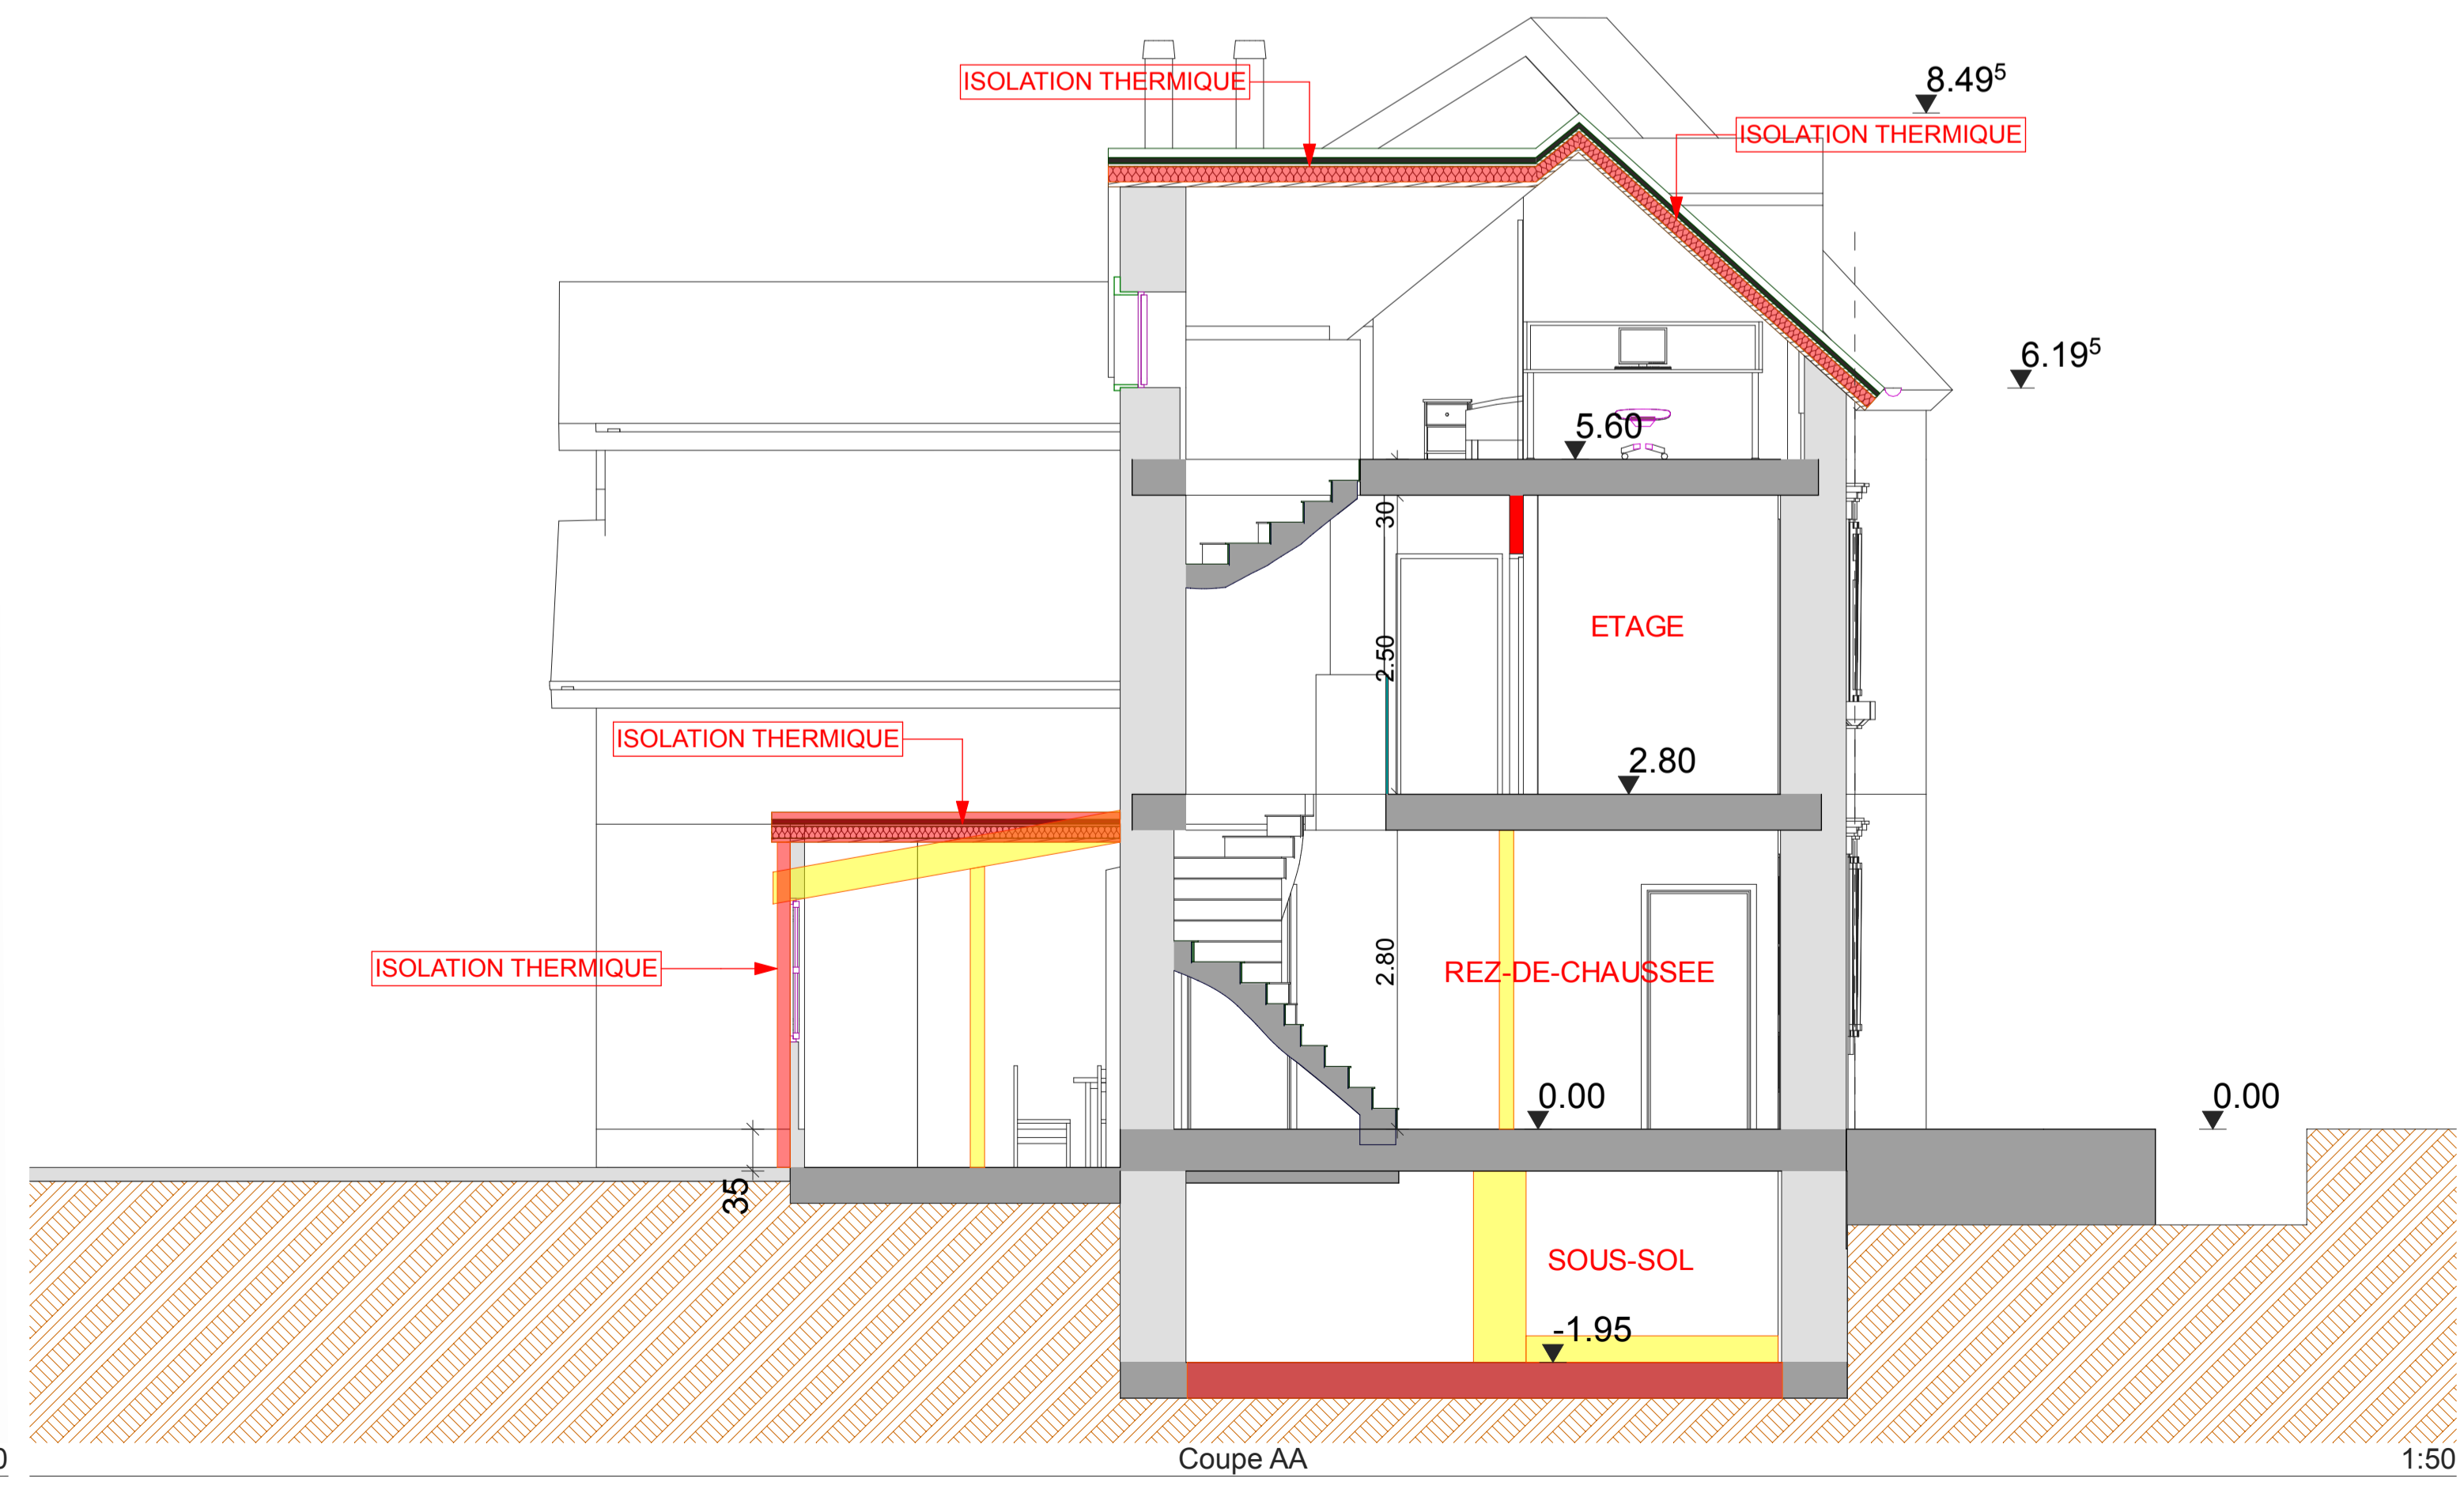 ISOLATION THERMIQUE
8.49⁵
ISOLATION THERMIQUE
6.19⁵
5.60
30
ETAGE
2.50
ISOLATION THERMIQUE
2.80
ISOLATION THERMIQUE
2.80
REZ-DE-CHAUSSEE
0.00
0.00
35
SOUS-SOL
-1.95
0
Coupe AA
1:50